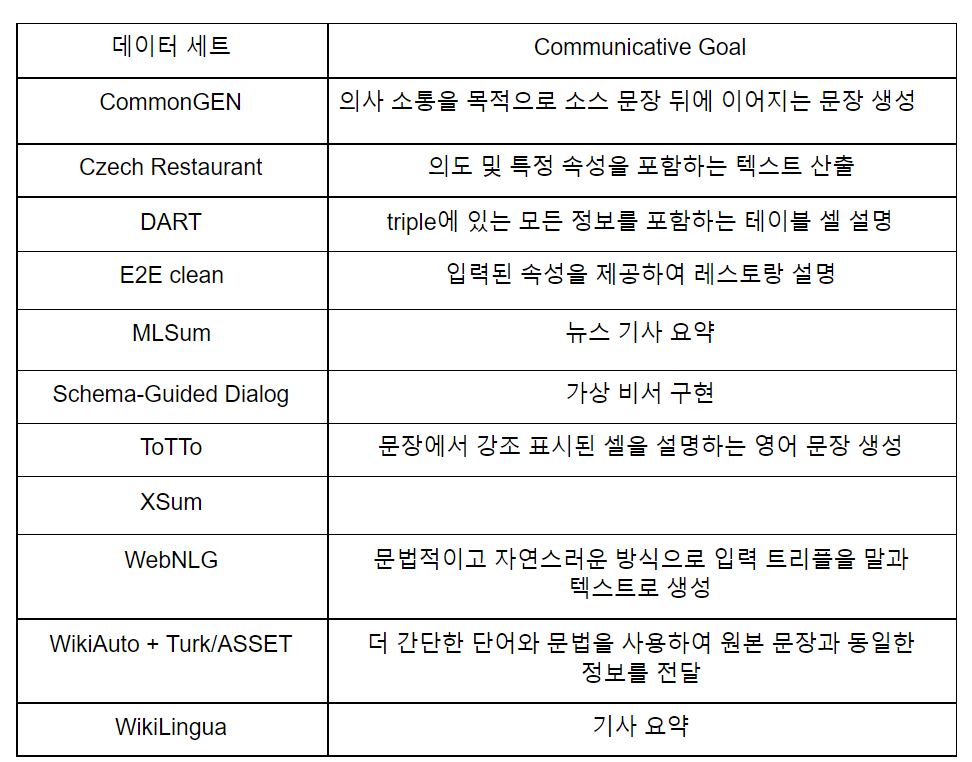 데이터 세트 Communicative Goal
CommonGEN 의사 소통을 목적으로 소스 문장 뒤에 이어지는 문장 생성
Czech Restaurant 의도 및 특정 속성을 포함하는 텍스트 산출
DART triple에 있는 모든 정보를 포함하는 테이블 셀 설명
E2E clean 입력된 속성을 제공하여 레스토랑 설명
MLSum 뉴스 기사 요약
Schema-Guided Dialog 가상 비서 구현
ToTTo 문장에서 강조 표시된 셀을 설명하는 영어 문장 생성
XSum
WebNLG 문법적이고 자연스러운 방식으로 입력 트리플을 말과
텍스트로 생성
WikiAuto + Turk/ASSET 더 간단한 단어와 문법을 사용하여 원본 문장과 동일한
정보를 전달
WikiLingua 기사 요약